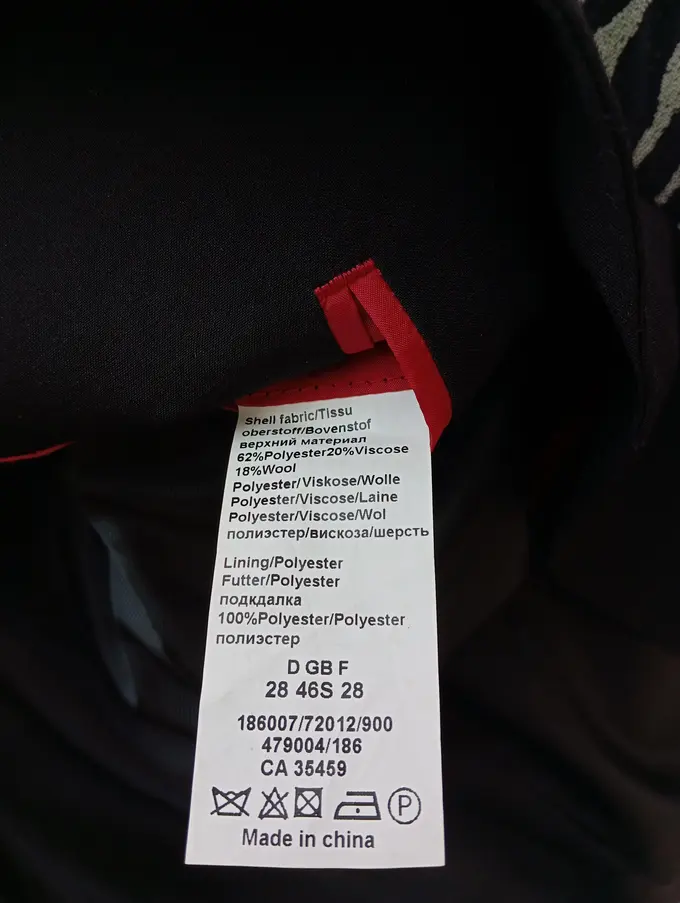 Shell fabric/Tissu
oberstoff/Bovenstof
верхний материал
62%Polyester20%Viscose
18%Wool
Polyester/Viskose/Wolle
Polyester/Viscose/Laine
Polyester/Viscose/Wol
полиэстер/вискоза/шерсть
Lining/Polyester
Futter/Polyester
подкдалка
100%Polyester/Polyester
полиэстер
D GB F
28 46S 28
186007/72012/900
479004/186
CA 35459
P
Made in china